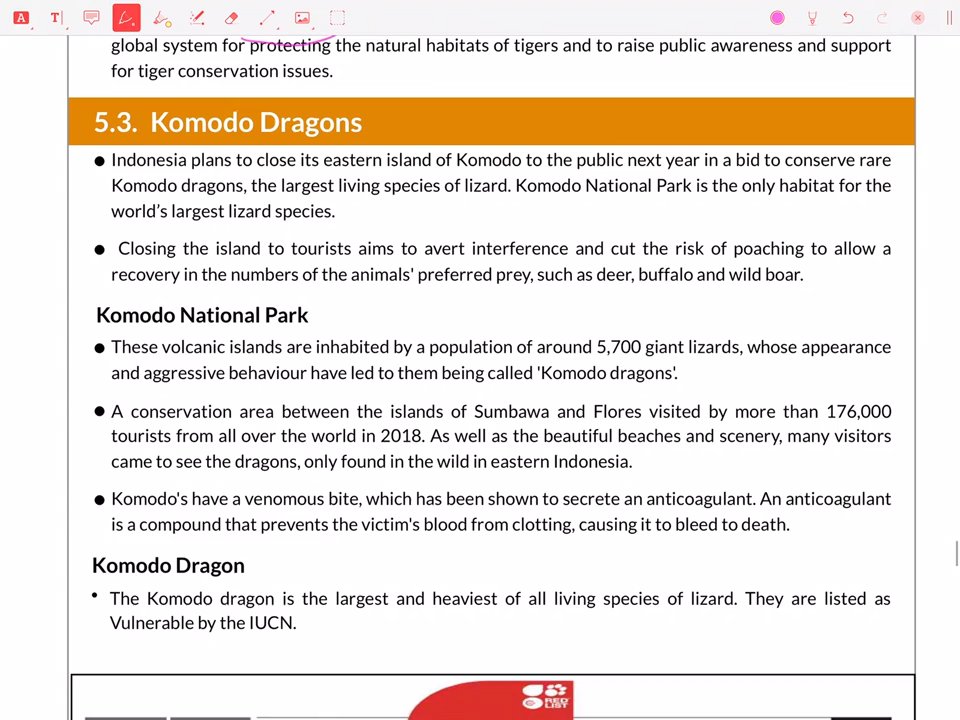 A T
global system for protecting the natural habitats of tigers and to raise public awareness and support
for tiger conservation issues.
5.3. Komodo Dragons
● Indonesia plans to close its eastern island of Komodo to the public next year in a bid to conserve rare
Komodo dragons, the largest living species of lizard. Komodo National Park is the only habitat for the
world’s largest lizard species.
● Closing the island to tourists aims to avert interference and cut the risk of poaching to allow a
recovery in the numbers of the animals' preferred prey, such as deer, buffalo and wild boar.
Komodo National Park
● These volcanic islands are inhabited by a population of around 5,700 giant lizards, whose appearance
and aggressive behaviour have led to them being called 'Komodo dragons'.
● A conservation area between the islands of Sumbawa and Flores visited by more than 176,000
tourists from all over the world in 2018. As well as the beautiful beaches and scenery, many visitors
came to see the dragons, only found in the wild in eastern Indonesia.
● Komodo's have a venomous bite, which has been shown to secrete an anticoagulant. An anticoagulant
is a compound that prevents the victim's blood from clotting, causing it to bleed to death.
Komodo Dragon
• The Komodo dragon is the largest and heaviest of all living species of lizard. They are listed as
Vulnerable by the IUCN.
RED
LIST